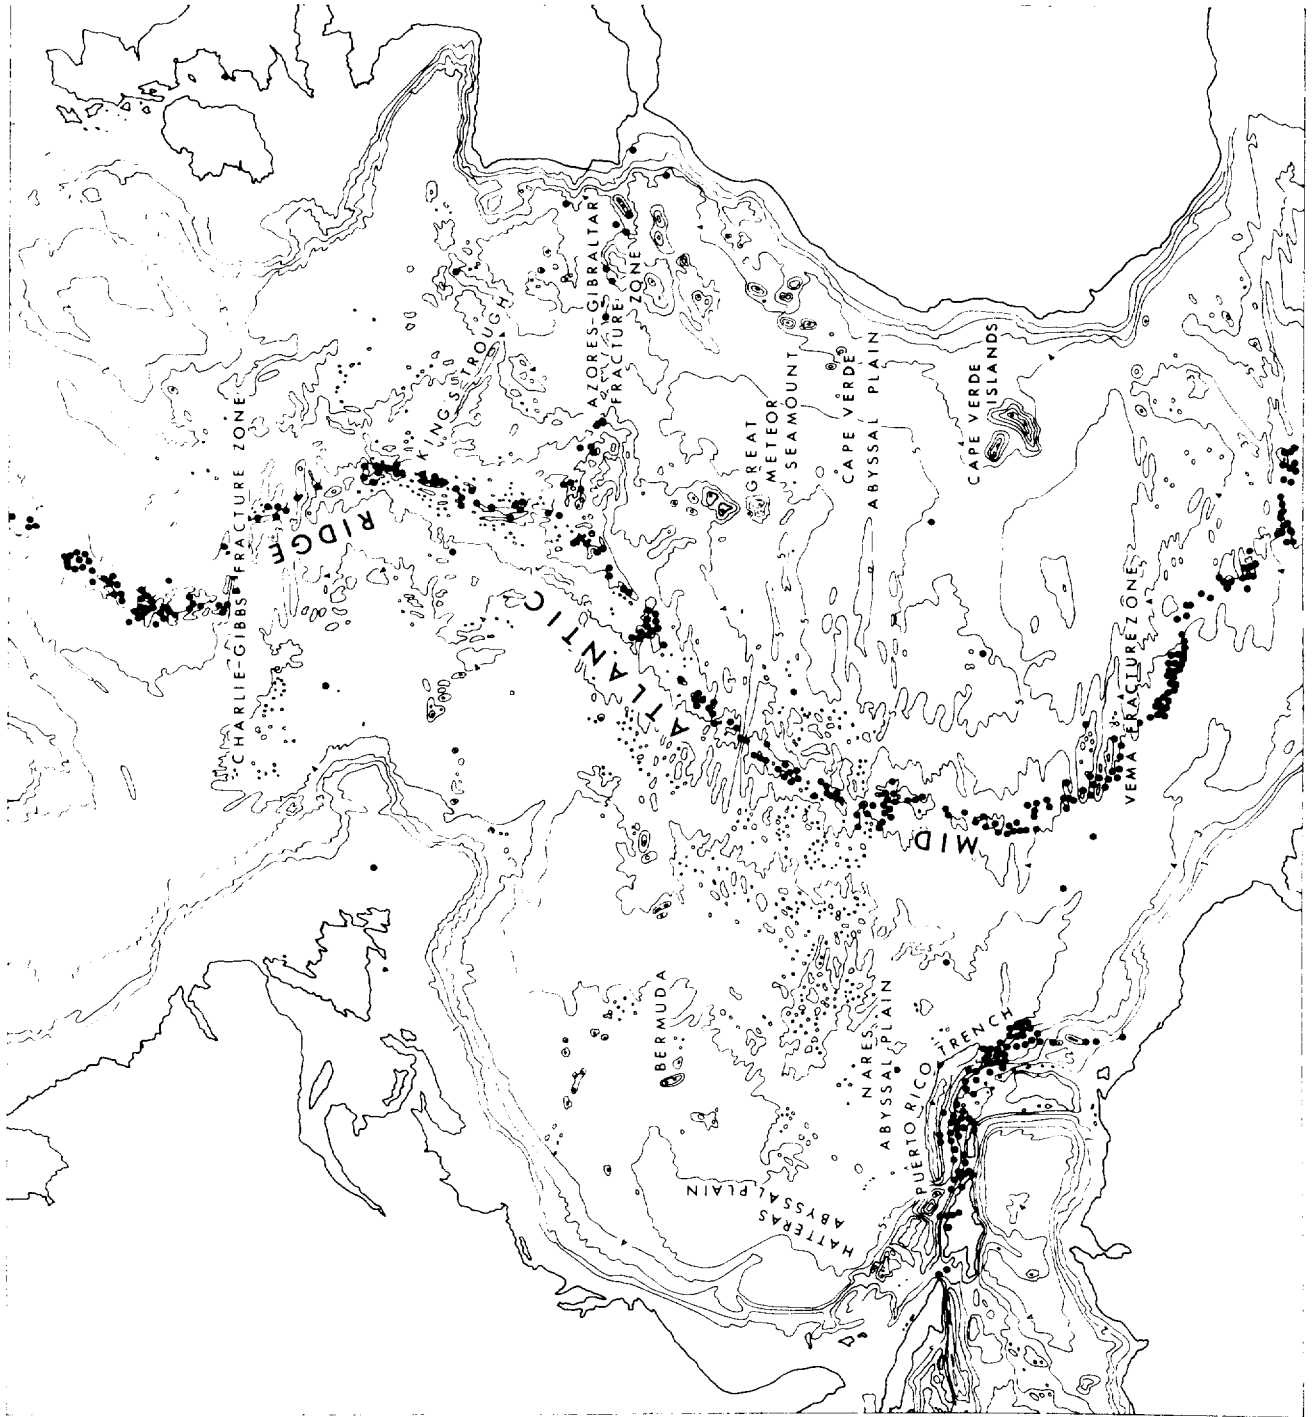 CHARLIE-GIBBS FRACTURE ZONE
KINGS TROUGH
AZORES-GIBRALTAR
FRACTURE
ZONE
MID
ATLANTIC
RIDGE
GREAT
METEOR
SEAMOUNT
CAPE VERDE
ABYSSAL PLAIN
CAPE VERDE
ISLANDS
VEMA FRACTURE ZONE
BERMUDA
HATTERAS
ABYSSAL PLAIN
NARES
ABYSSAL PLAIN
PUERTO RICO TRENCH